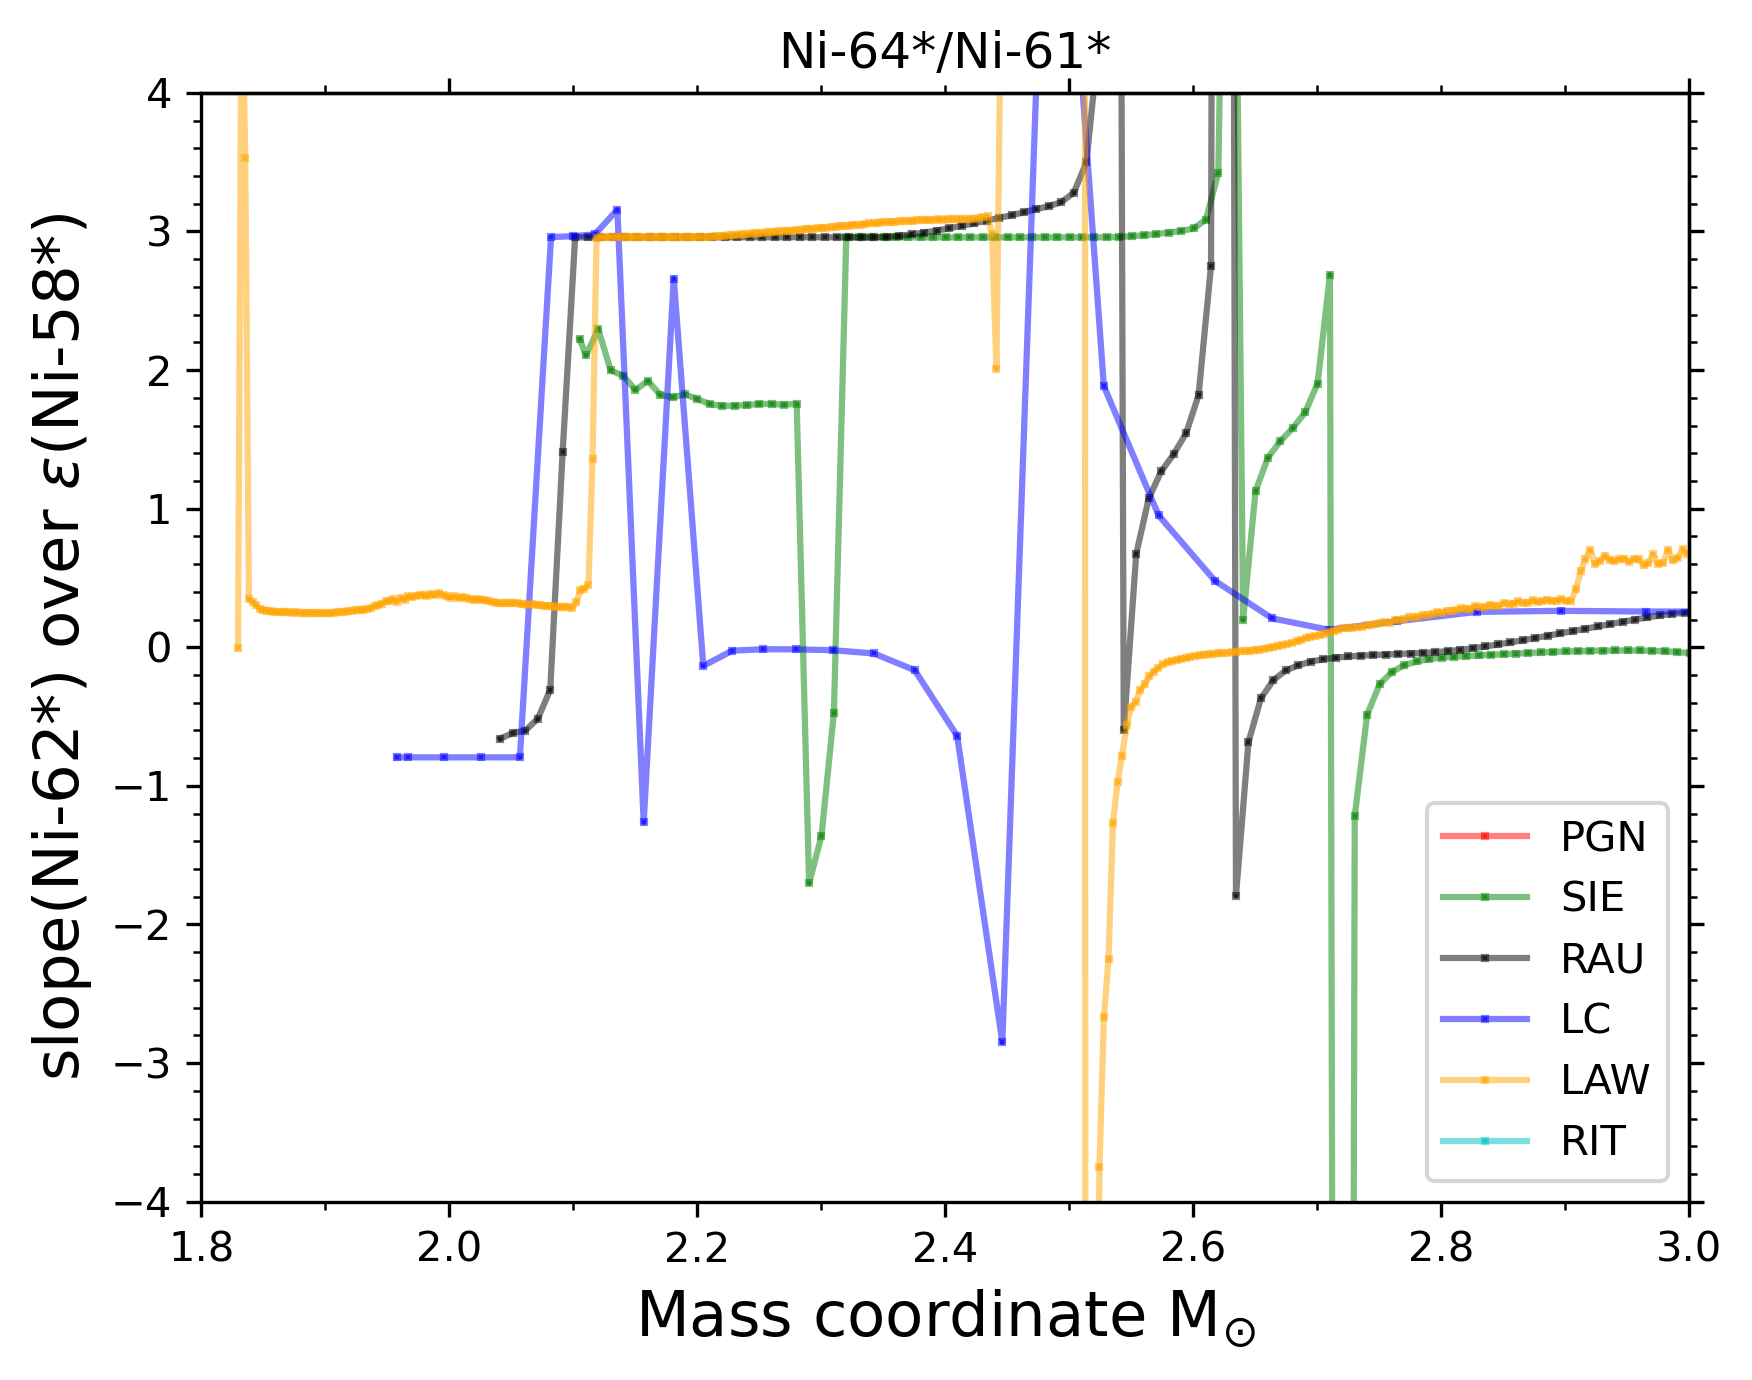 Ni-64*/Ni-61*
slope(Ni-62*) over ε(Ni-58*)
4
3
2
1
0
−1
−2
−3
−4
1.8 2.0 2.2 2.4 2.6 2.8 3.0
Mass coordinate M⊙
PGN
SIE
RAU
LC
LAW
RIT